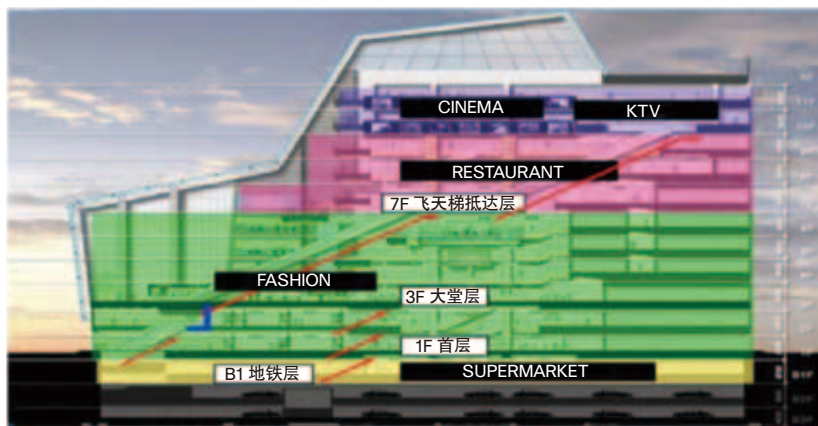 CINEMA
KTV
RESTAURANT
7F 飞天梯抵达层
FASHION
3F 大堂层
1F 首层
B1 地铁层
SUPERMARKET